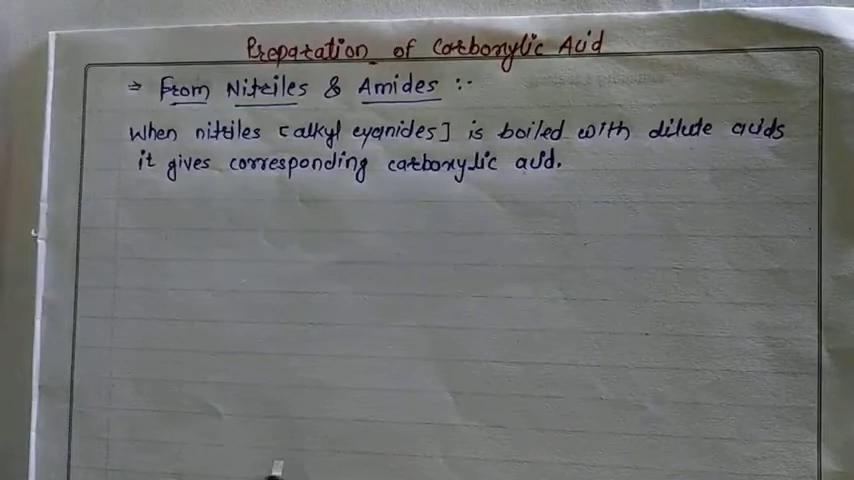 Preparation of Carboxylic Acid
⇒ From Nitriles & Amides :-
When nitriles [alkyl cyanides] is boiled with dilute acids
it gives corresponding carboxylic acid.